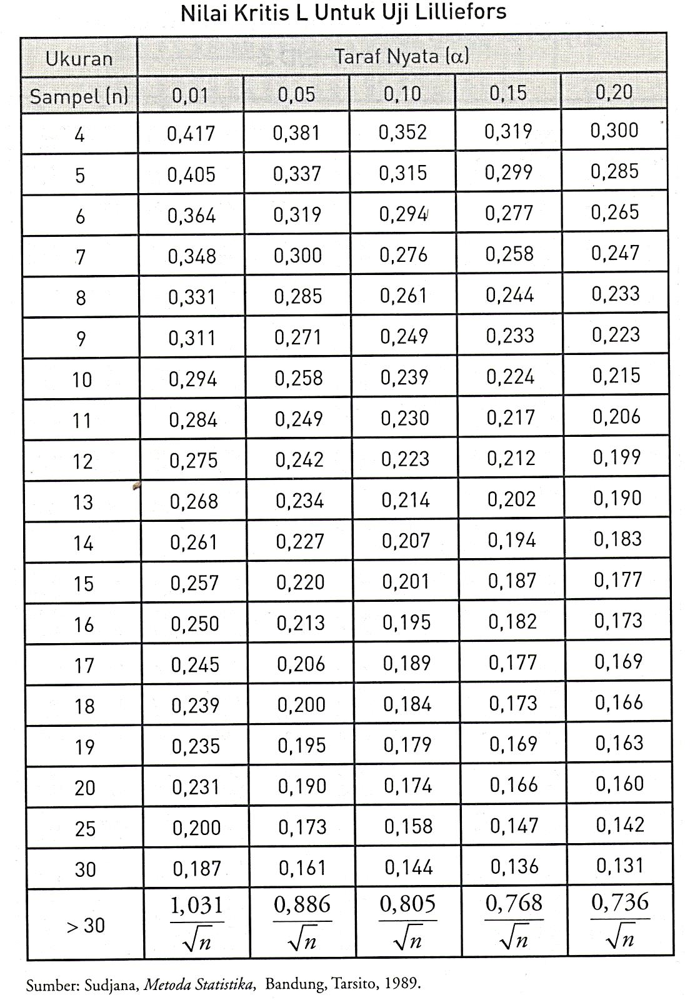 Nilai Kritis L Untuk Uji Lilliefors
Ukuran Taraf Nyata (α)
Sampel (n) 0,01 0,05 0,10 0,15 0,20
4 0,417 0,381 0,352 0,319 0,300
5 0,405 0,337 0,315 0,299 0,285
6 0,364 0,319 0,294 0,277 0,265
7 0,348 0,300 0,276 0,258 0,247
8 0,331 0,285 0,261 0,244 0,233
9 0,311 0,271 0,249 0,233 0,223
10 0,294 0,258 0,239 0,224 0,215
11 0,284 0,249 0,230 0,217 0,206
12 0,275 0,242 0,223 0,212 0,199
13 0,268 0,234 0,214 0,202 0,190
14 0,261 0,227 0,207 0,194 0,183
15 0,257 0,220 0,201 0,187 0,177
16 0,250 0,213 0,195 0,182 0,173
17 0,245 0,206 0,189 0,177 0,169
18 0,239 0,200 0,184 0,173 0,166
19 0,235 0,195 0,179 0,169 0,163
20 0,231 0,190 0,174 0,166 0,160
25 0,200 0,173 0,158 0,147 0,142
30 0,187 0,161 0,144 0,136 0,131
> 30 1,031/√n 0,886/√n 0,805/√n 0,768/√n 0,736/√n
Sumber: Sudjana, Metoda Statistika, Bandung, Tarsito, 1989.